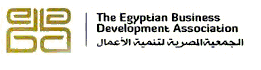 The Egyptian Business
Development Association
الجمعية المصرية لتنمية الأعمال